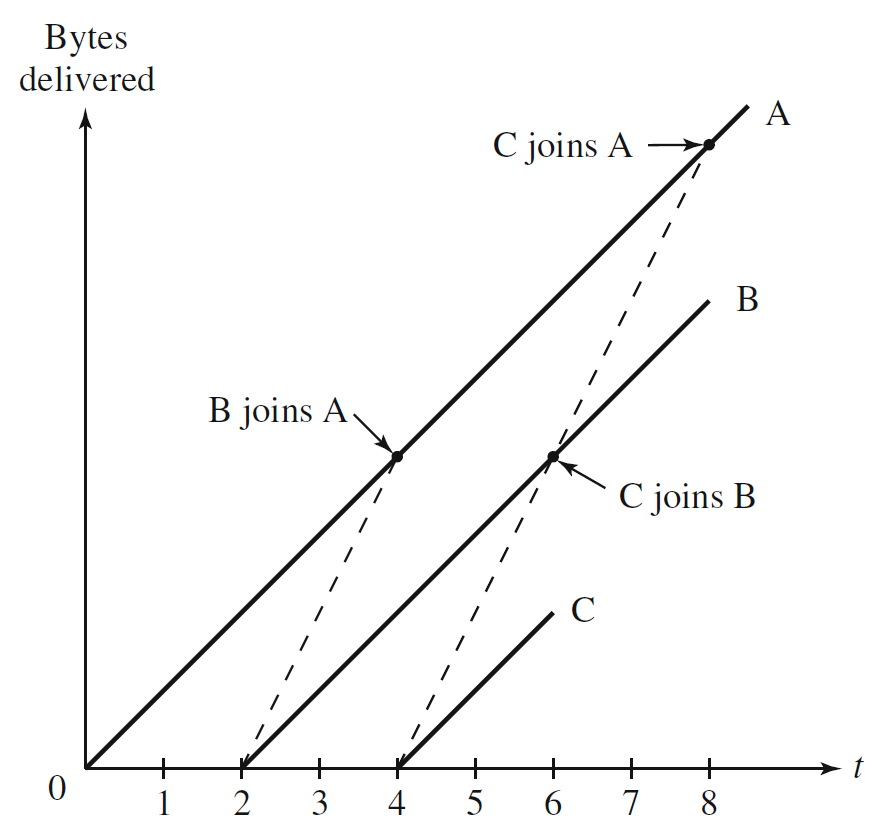 Bytes
delivered
A
C joins A
B
B joins A
C joins B
C
0
1 2 3 4 5 6 7 8
t